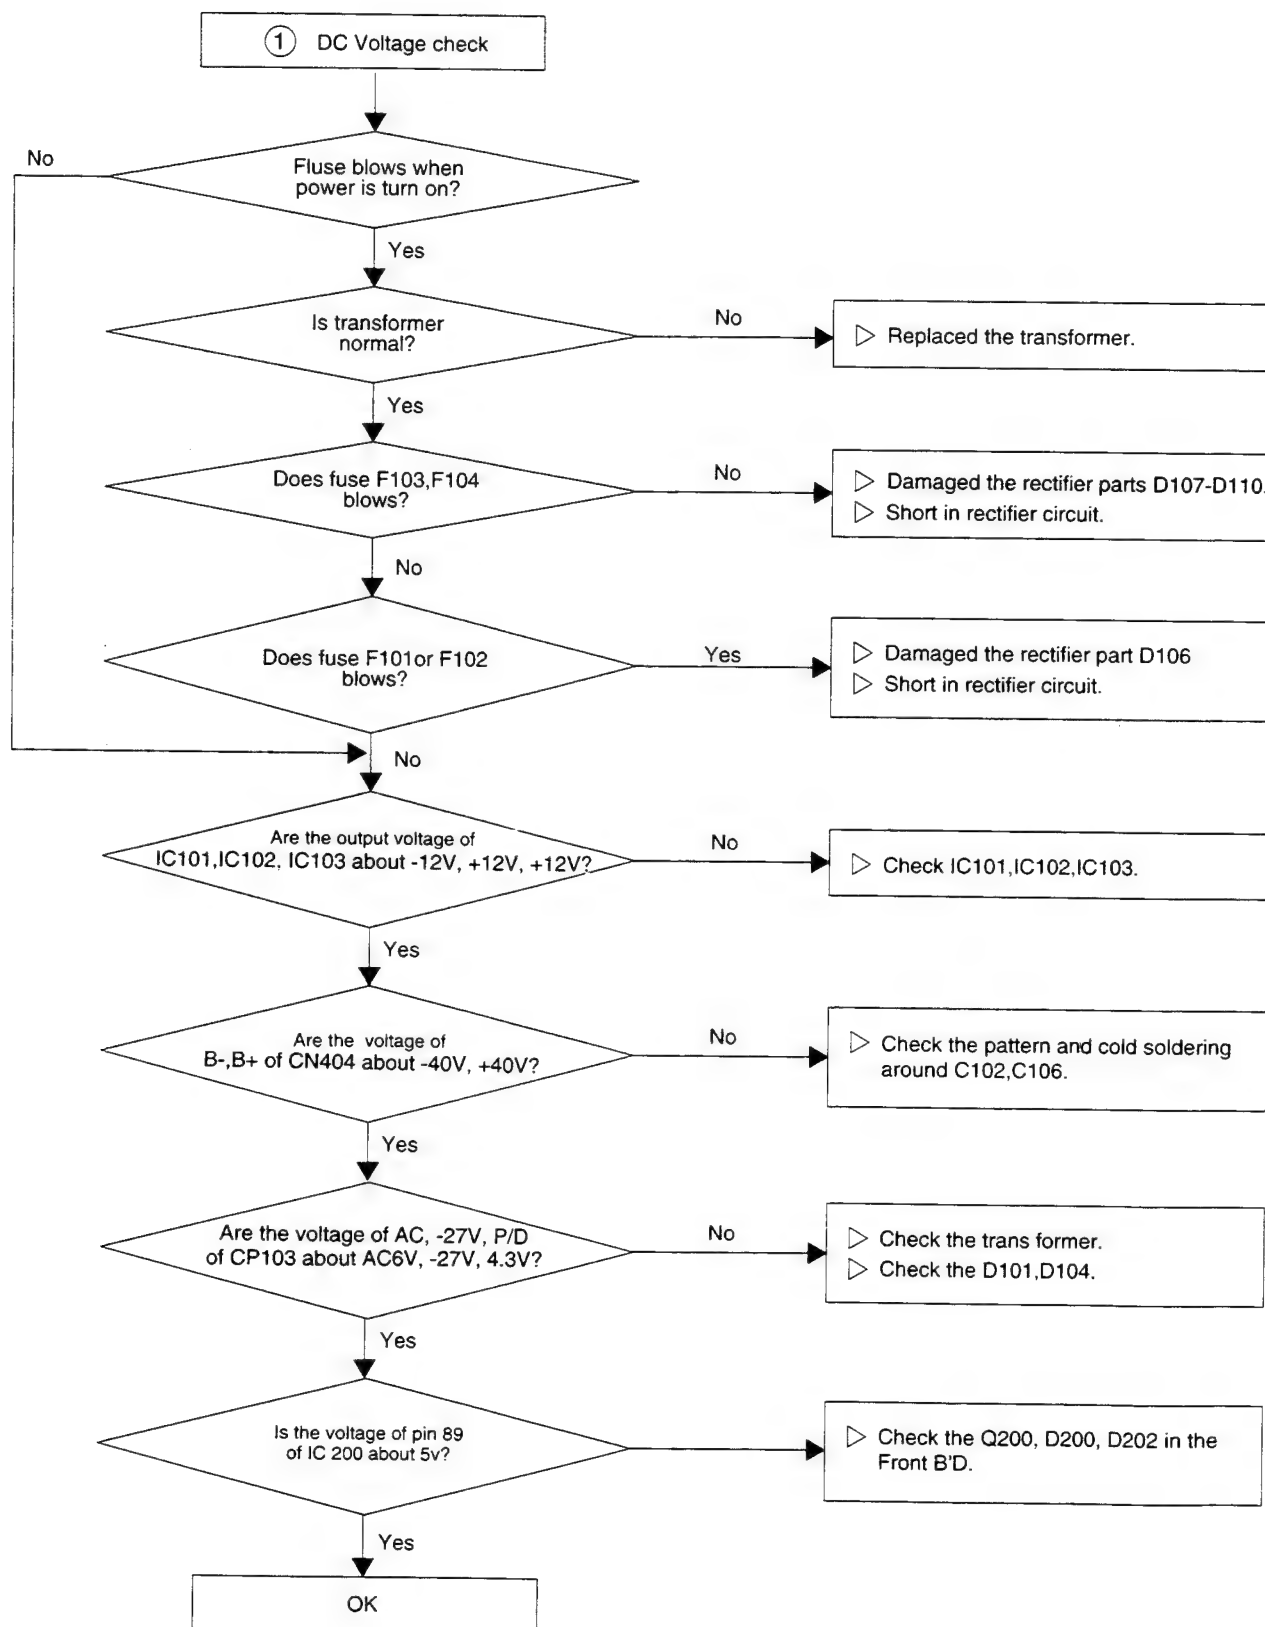 ① DC Voltage check
No
Fluse blows when
power is turn on?
Yes
Is transformer
normal?
No
▷ Replaced the transformer.
Yes
Does fuse F103,F104
blows?
No
▷ Damaged the rectifier parts D107-D110.
▷ Short in rectifier circuit.
No
Does fuse F101or F102
blows?
Yes
▷ Damaged the rectifier part D106
▷ Short in rectifier circuit.
No
Are the output voltage of
IC101,IC102, IC103 about -12V, +12V, +12V?
No
▷ Check IC101,IC102,IC103.
Yes
Are the voltage of
B-,B+ of CN404 about -40V, +40V?
No
▷ Check the pattern and cold soldering
around C102,C106.
Yes
Are the voltage of AC, -27V, P/D
of CP103 about AC6V, -27V, 4.3V?
No
▷ Check the trans former.
▷ Check the D101,D104.
Yes
Is the voltage of pin 89
of IC 200 about 5v?
▷ Check the Q200, D200, D202 in the
Front B'D.
Yes
OK